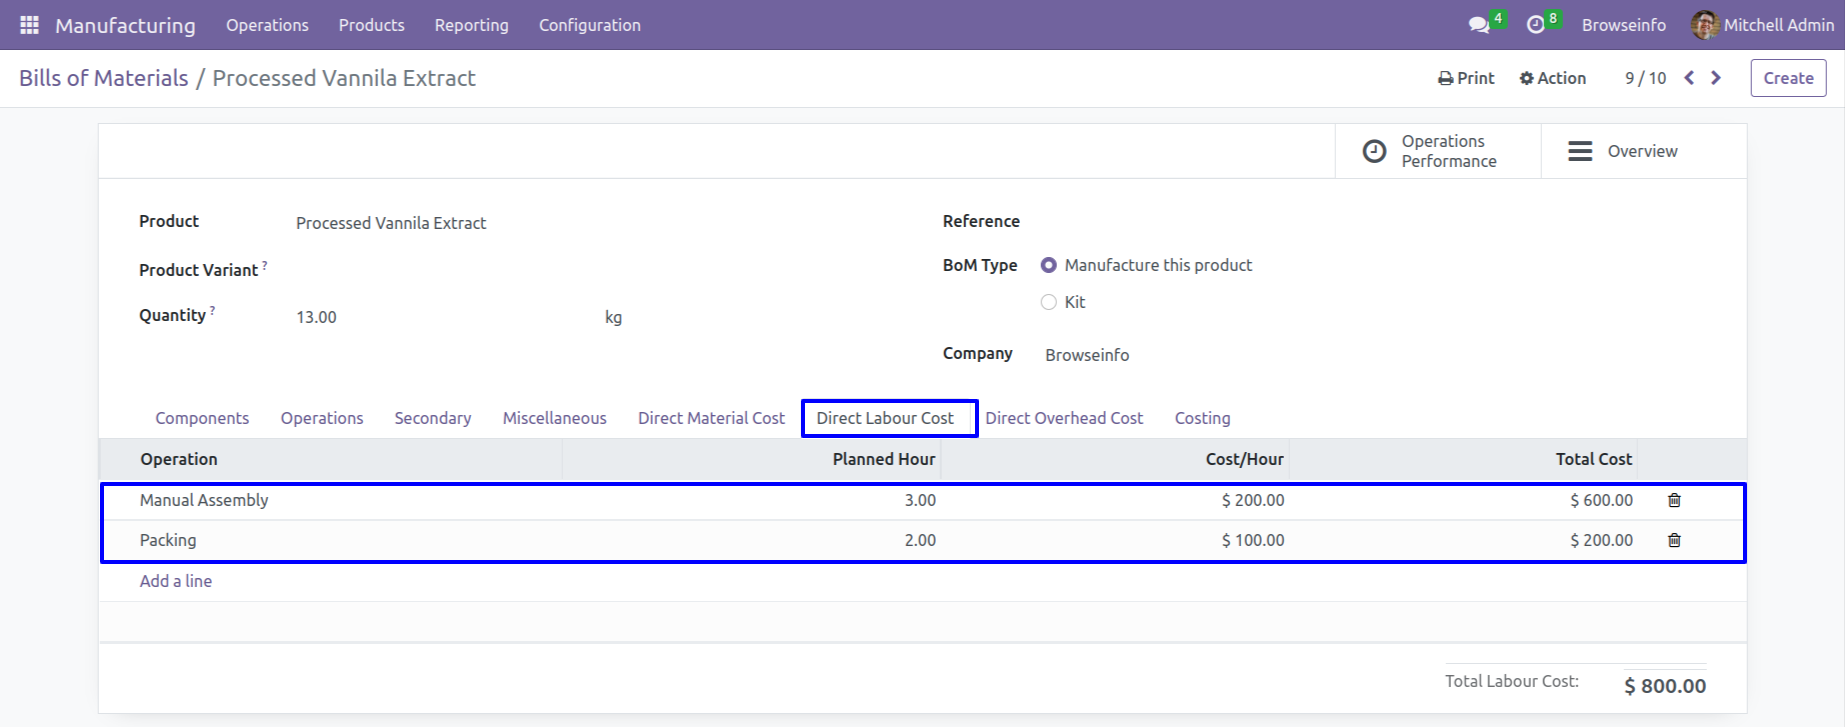 Manufacturing Operations Products Reporting Configuration 4 8 Browseinfo Mitchell Admin
Bills of Materials / Processed Vannila Extract Print Action 9 / 10 Create
Operations Performance
Overview
Product Processed Vannila Extract
Product Variant ?
Quantity ? 13.00 kg
Reference
BoM Type Manufacture this product
Kit
Company Browseinfo
Components Operations Secondary Miscellaneous Direct Material Cost Direct Labour Cost Direct Overhead Cost Costing
Operation Planned Hour Cost/Hour Total Cost
Manual Assembly 3.00 $ 200.00 $ 600.00
Packing 2.00 $ 100.00 $ 200.00
Add a line
Total Labour Cost: $ 800.00